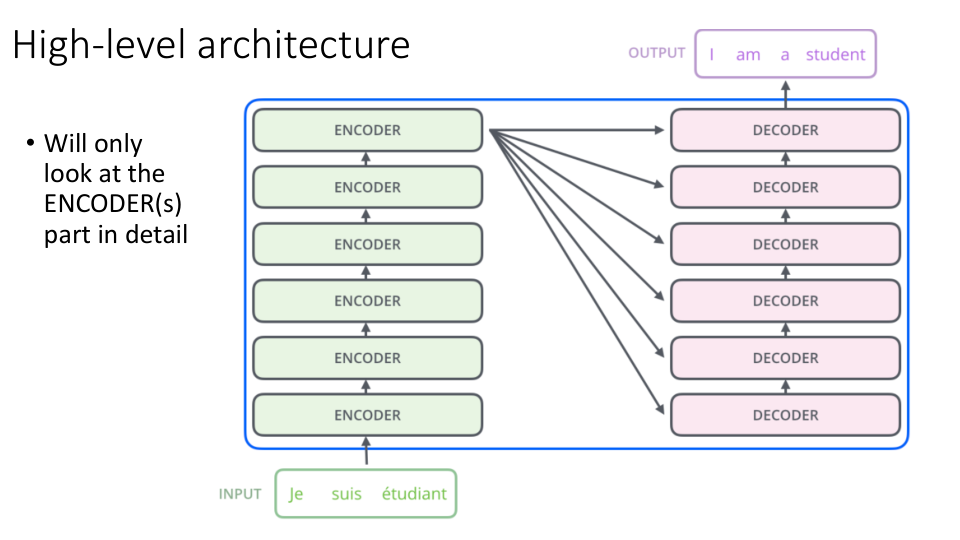 High-level architecture
• Will only
look at the
ENCODER(s)
part in detail
OUTPUT I am a student
ENCODER DECODER
ENCODER DECODER
ENCODER DECODER
ENCODER DECODER
ENCODER DECODER
ENCODER DECODER
INPUT Je suis étudiant